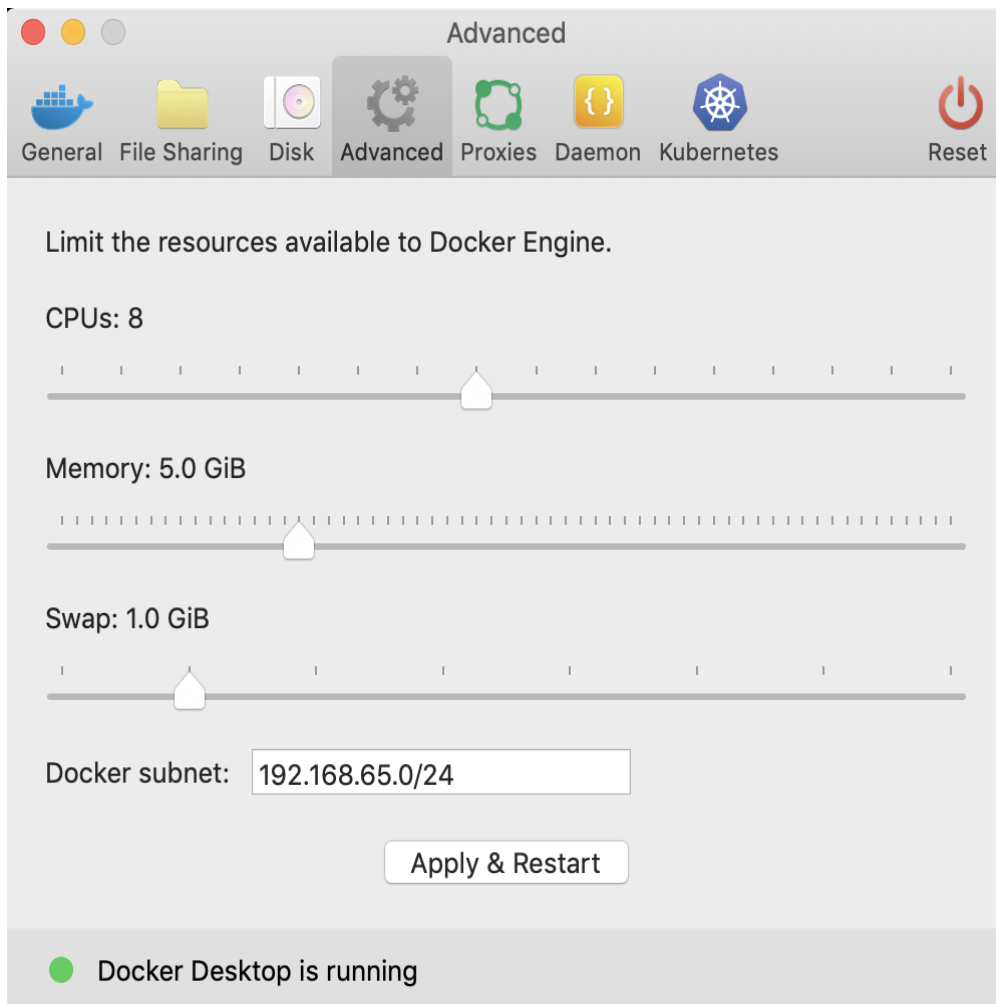 Advanced
General File Sharing Disk Advanced Proxies Daemon Kubernetes Reset
Limit the resources available to Docker Engine.
CPUs: 8
Memory: 5.0 GiB
Swap: 1.0 GiB
Docker subnet: 192.168.65.0/24
Apply & Restart
Docker Desktop is running